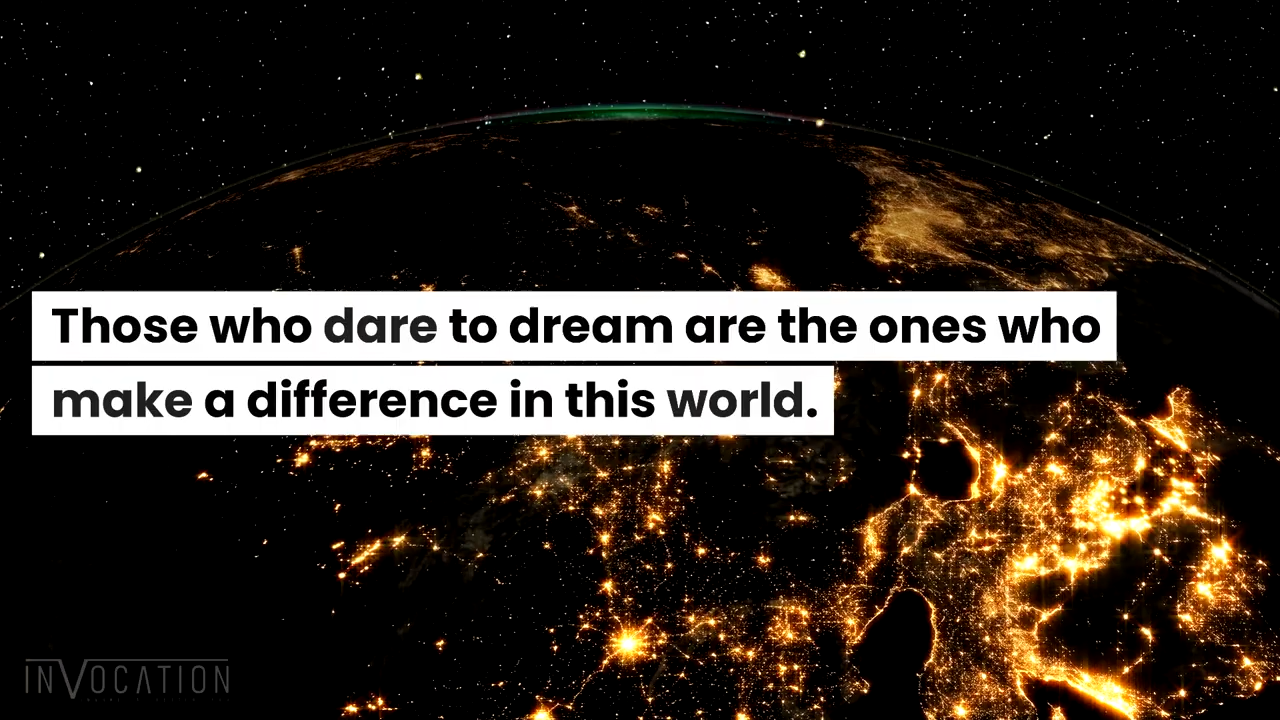 Those who dare to dream are the ones who
make a difference in this world.
INVOCATION